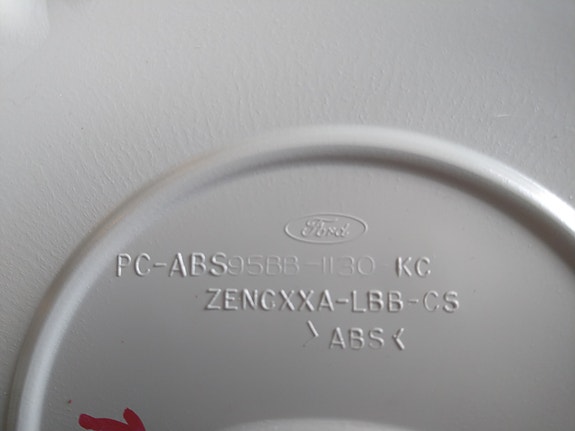 Ford
PC-ABS95BB-1130 KC
ZENCXXA-LBB-CS
>ABS<